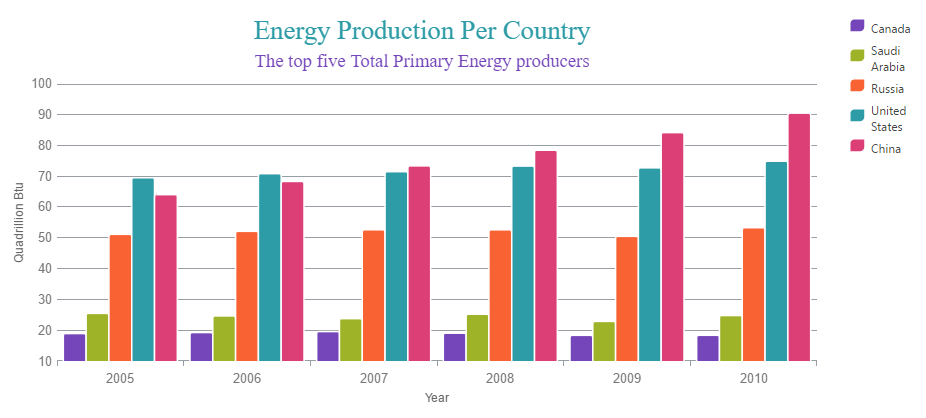 Energy Production Per Country
The top five Total Primary Energy producers
Canada
Saudi
Arabia
Russia
United
States
China
Quadrillion Btu
100
90
80
70
60
50
40
30
20
10
2005 2006 2007 2008 2009 2010
Year